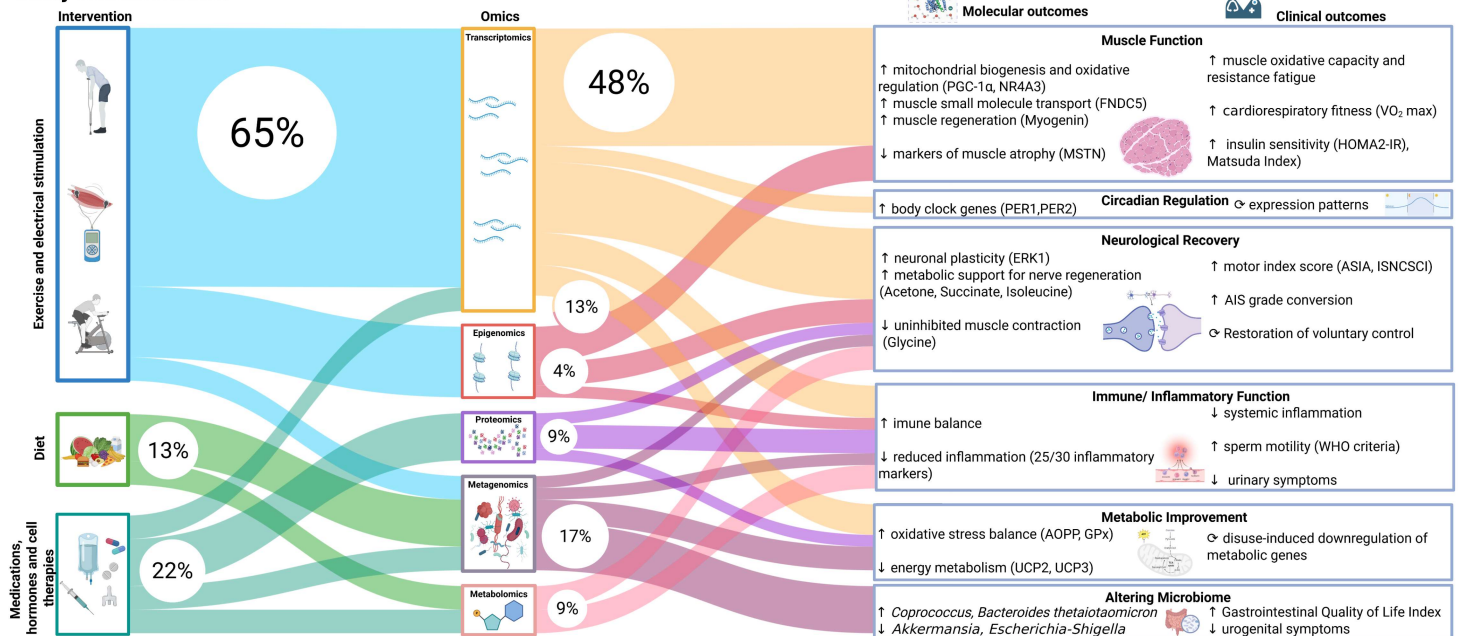 Intervention
Omics
Molecular outcomes
Clinical outcomes
Exercise and electrical stimulation
65%
Diet
13%
Medications,
hormones and cell
therapies
22%
Transcriptomics
Epigenomics
Proteomics
Metagenomics
Metabolomics
48%
13%
4%
9%
17%
9%
Muscle Function
↑ mitochondrial biogenesis and oxidative
regulation (PGC-1α, NR4A3)
↑ muscle small molecule transport (FNDC5)
↑ muscle regeneration (Myogenin)
↓ markers of muscle atrophy (MSTN)
↑ muscle oxidative capacity and
resistance fatigue
↑ cardiorespiratory fitness (VO₂ max)
↑ insulin sensitivity (HOMA2-IR),
Matsuda Index)
Circadian Regulation
↑ body clock genes (PER1,PER2)
⟳ expression patterns
Neurological Recovery
↑ neuronal plasticity (ERK1)
↑ metabolic support for nerve regeneration
(Acetone, Succinate, Isoleucine)
↓ uninhibited muscle contraction
(Glycine)
↑ motor index score (ASIA, ISNCSCI)
↑ AIS grade conversion
⟳ Restoration of voluntary control
Immune/ Inflammatory Function
↑ imune balance
↓ reduced inflammation (25/30 inflammatory
markers)
↓ systemic inflammation
↑ sperm motility (WHO criteria)
↓ urinary symptoms
Metabolic Improvement
↑ oxidative stress balance (AOPP, GPx)
↓ energy metabolism (UCP2, UCP3)
⟳ disuse-induced downregulation of
metabolic genes
Altering Microbiome
↑ Coprococcus, Bacteroides thetaiotaomicron
↓ Akkermansia, Escherichia-Shigella
↑ Gastrointestinal Quality of Life Index
↓ urogenital symptoms